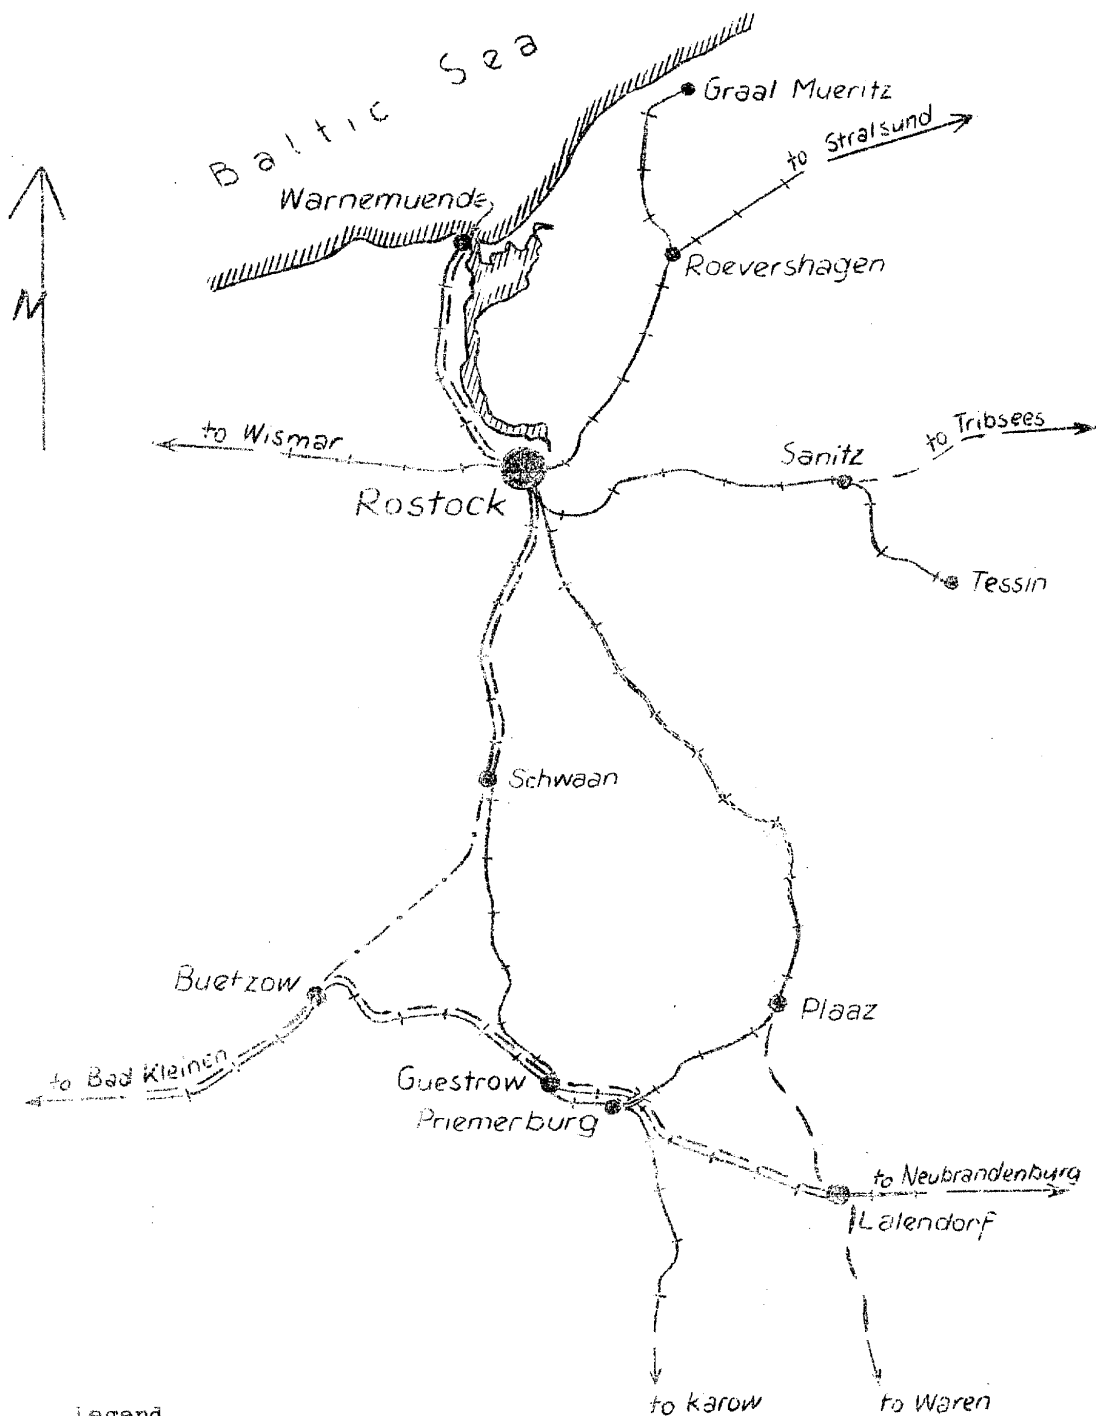 Baltic Sea
Graal Mueritz
to Stralsund
Warnemuende
N
Roevershagen
to Wismar
to Tribsees
Sanitz
Rostock
Tessin
Schwaan
Buetzow
Plaaz
to Bad Kleinen
Guestrow
Priemerburg
to Neubrandenburg
Lalendorf
to Karow
to Waren
Legend